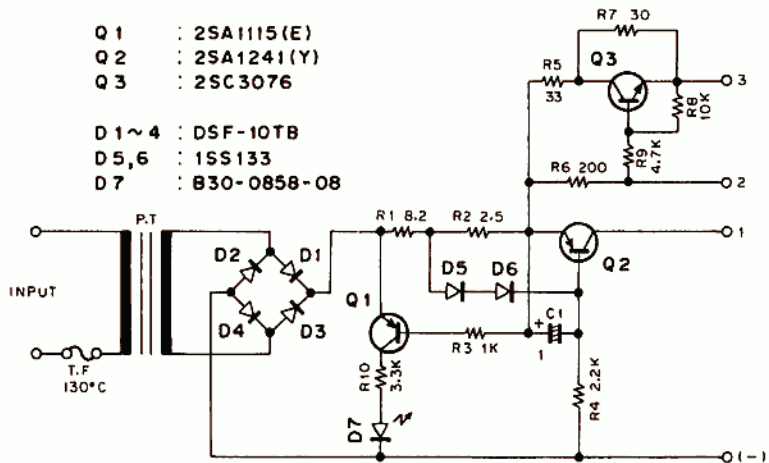 Q1 : 2SA1115(E)
Q2 : 2SA1241(Y)
Q3 : 2SC3076
D1~4 : DSF-10TB
D5,6 : 1SS133
D7 : B30-0858-08
R7 30
Q3
R5
33
3
R8
10K
R9
4.7K
R6 200
2
P.T
R1 8.2
R2 2.5
1
D2
D1
D5
D6
Q2
INPUT
Q1
D4
D3
+
C1
1
R3 1K
T.F
130°C
R10
3.3K
R4 2.2K
D7
(-)